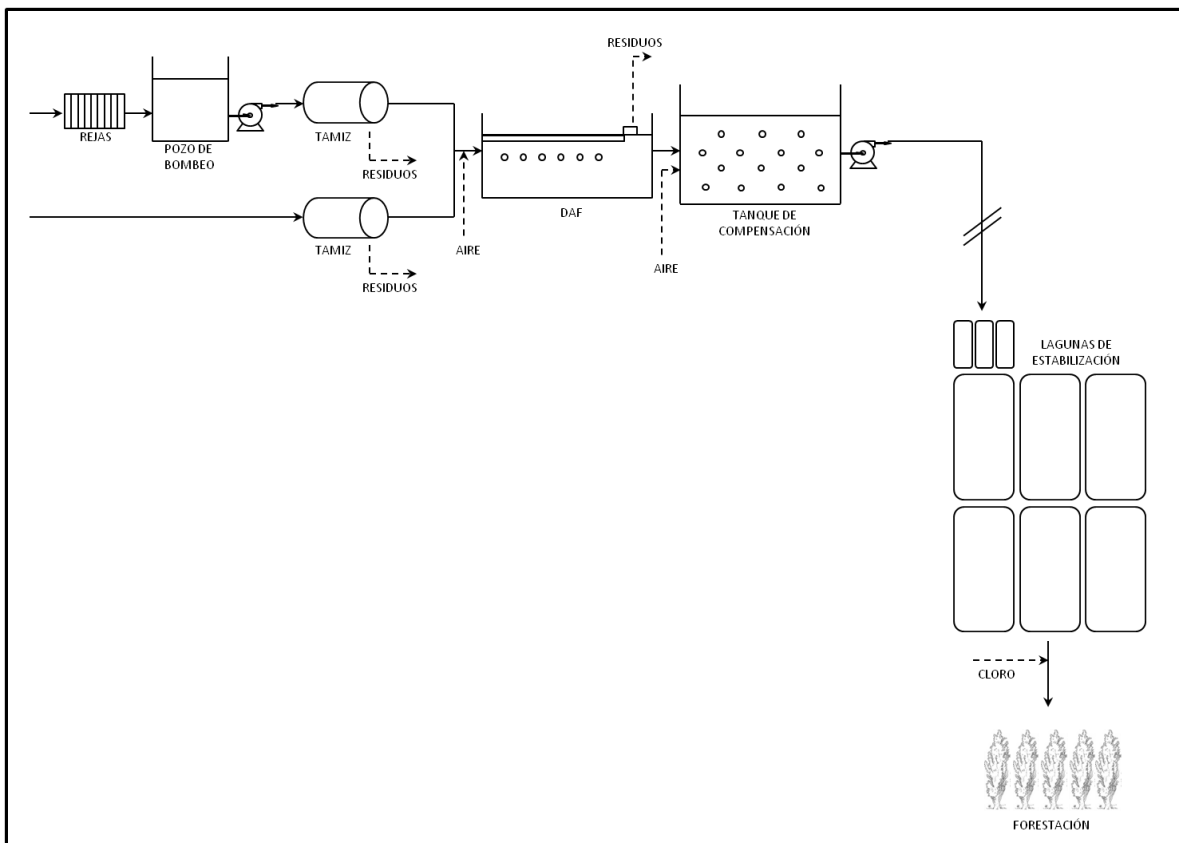 RESIDUOS
REJAS
POZO DE
BOMBEO
TAMIZ
RESIDUOS
TAMIZ
RESIDUOS
AIRE
DAF
AIRE
TANQUE DE
COMPENSACIÓN
LAGUNAS DE
ESTABILIZACIÓN
CLORO
FORESTACIÓN